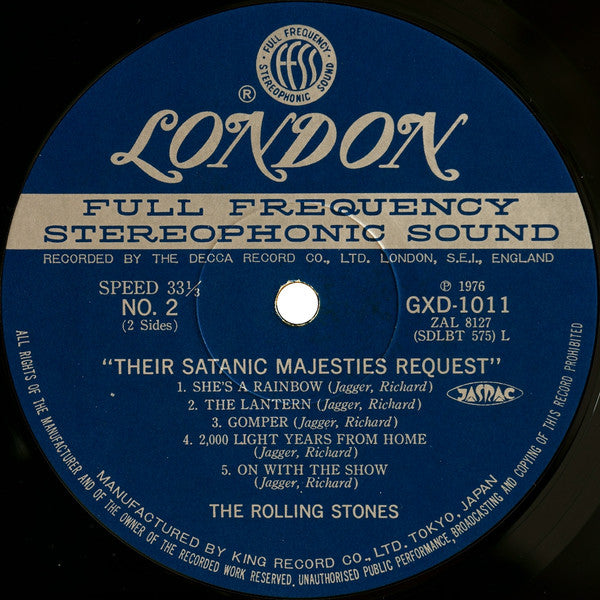 FULL FREQUENCY
ffss
STEREOPHONIC SOUND
®
LONDON
FULL FREQUENCY
STEREOPHONIC SOUND
RECORDED BY THE DECCA RECORD CO., LTD. LONDON, S.E.I., ENGLAND
SPEED 33⅓
NO. 2
(2 Sides)
℗ 1976
GXD-1011
ZAL 8127
(SDLBT 575) L
"THEIR SATANIC MAJESTIES REQUEST"
1. SHE'S A RAINBOW (Jagger, Richard)
2. THE LANTERN (Jagger, Richard)
3. GOMPER (Jagger, Richard)
4. 2,000 LIGHT YEARS FROM HOME
(Jagger, Richard)
5. ON WITH THE SHOW
(Jagger, Richard)
JASRAC
THE ROLLING STONES
MANUFACTURED BY KING RECORD CO., LTD. TOKYO, JAPAN
ALL RIGHTS OF THE MANUFACTURER AND OF THE OWNER OF THE RECORDED WORK RESERVED. UNAUTHORISED PUBLIC PERFORMANCE, BROADCASTING AND COPYING OF THIS RECORD PROHIBITED